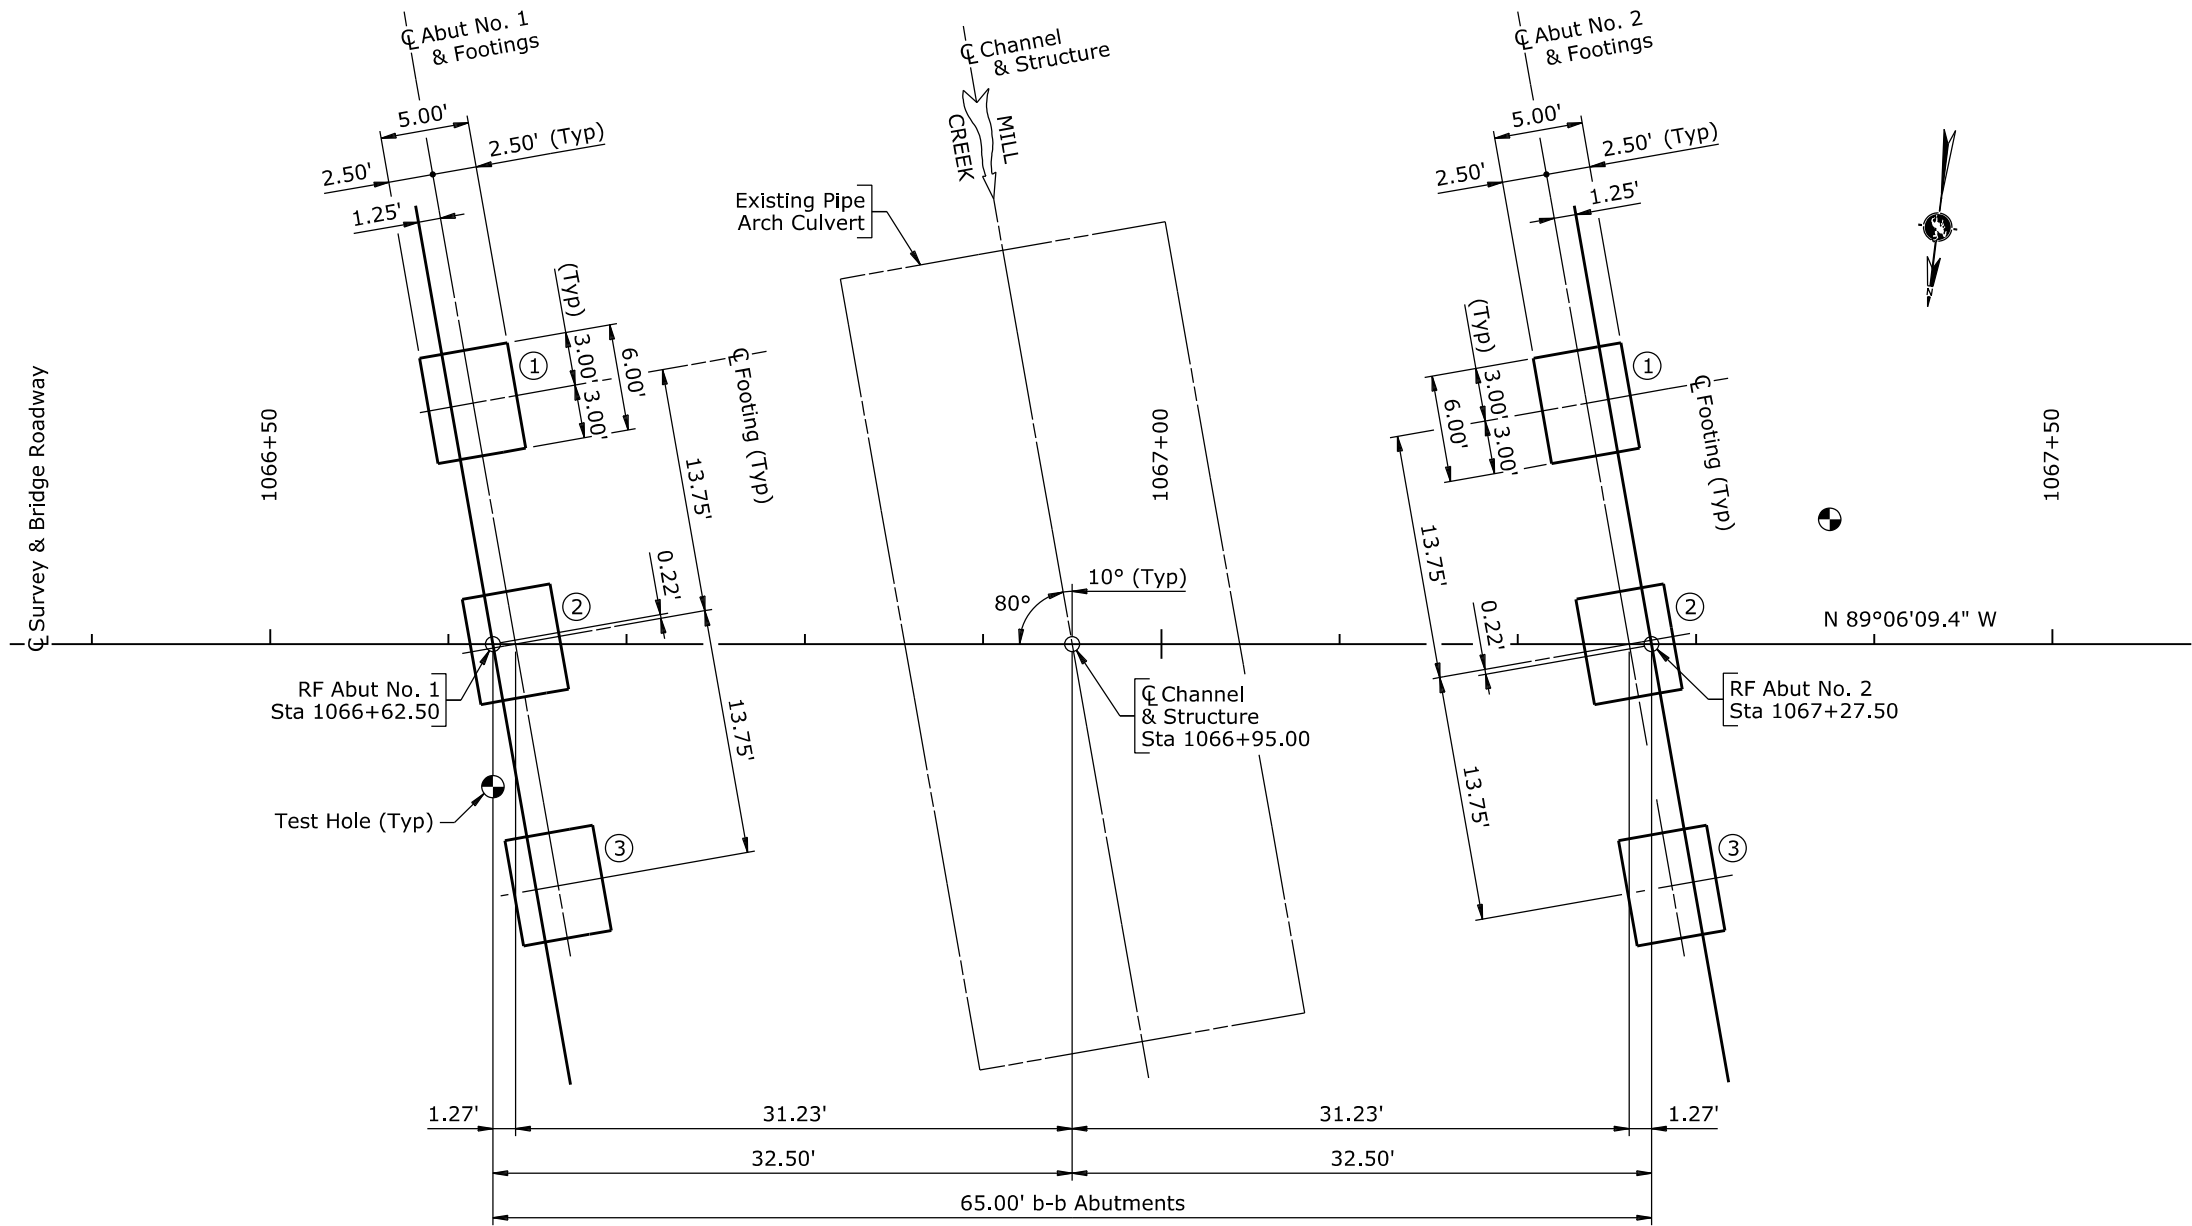 ℄ Abut No. 1
& Footings
℄ Channel
& Structure
℄ Abut No. 2
& Footings
5.00'
2.50' (Typ)
2.50'
1.25'
MILL
CREEK
5.00'
2.50' (Typ)
2.50'
1.25'
Existing Pipe
Arch Culvert
N
(Typ)
3.00'
3.00'
6.00'
1
℄ Footing (Typ)
13.75'
(Typ)
3.00'
3.00'
6.00'
1
℄ Footing (Typ)
13.75'
℄ Survey & Bridge Roadway
1066+50
1067+00
1067+50
0.22'
2
80°
10° (Typ)
0.22'
2
N 89°06'09.4" W
RF Abut No. 1
Sta 1066+62.50
℄ Channel
& Structure
Sta 1066+95.00
RF Abut No. 2
Sta 1067+27.50
13.75'
13.75'
Test Hole (Typ)
3
3
1.27'
31.23'
31.23'
1.27'
32.50'
32.50'
65.00' b-b Abutments